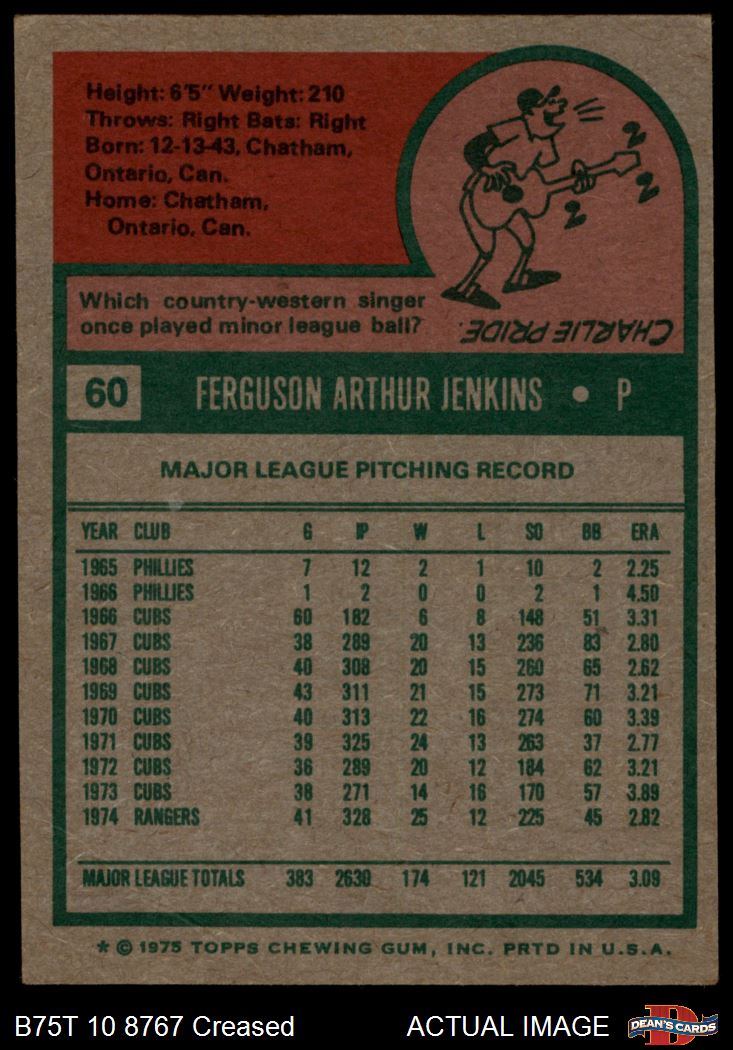 Height: 6'5" Weight: 210
Throws: Right Bats: Right
Born: 12-13-43, Chatham,
Ontario, Can.
Home: Chatham,
Ontario, Can.
Which country-western singer
once played minor league ball?
CHARLIE PRIDE.
60 FERGUSON ARTHUR JENKINS • P
MAJOR LEAGUE PITCHING RECORD
YEAR CLUB G IP W L SO BB ERA
1965 PHILLIES 7 12 2 1 10 2 2.25
1966 PHILLIES 1 2 0 0 2 1 4.50
1966 CUBS 60 182 6 8 148 51 3.31
1967 CUBS 38 289 20 13 236 83 2.80
1968 CUBS 40 308 20 15 260 65 2.62
1969 CUBS 43 311 21 15 273 71 3.21
1970 CUBS 40 313 22 16 274 60 3.39
1971 CUBS 39 325 24 13 263 37 2.77
1972 CUBS 36 289 20 12 184 62 3.21
1973 CUBS 38 271 14 16 170 57 3.89
1974 RANGERS 41 328 25 12 225 45 2.82
MAJOR LEAGUE TOTALS 383 2630 174 121 2045 534 3.09
* © 1975 TOPPS CHEWING GUM, INC. PRTD IN U.S.A.
B75T 10 8767 Creased ACTUAL IMAGE D DEAN'S CARDS